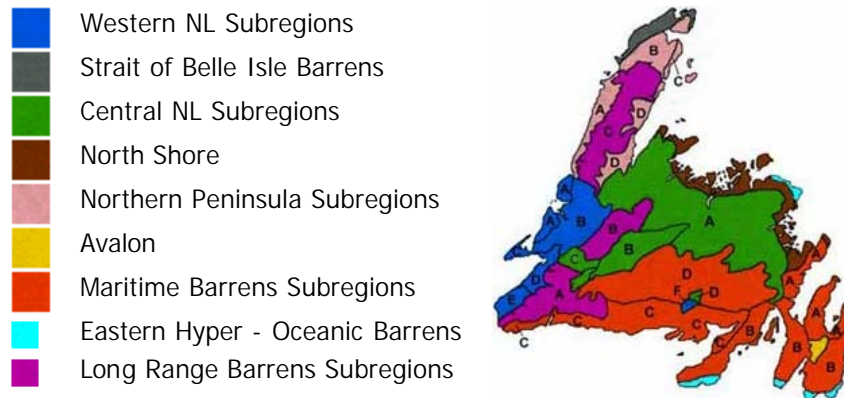 Western NL Subregions
Strait of Belle Isle Barrens
Central NL Subregions
North Shore
Northern Peninsula Subregions
Avalon
Maritime Barrens Subregions
Eastern Hyper - Oceanic Barrens
Long Range Barrens Subregions
B
C
A
D
C
D
A
A
B
B
A
B
C
C
D
D
F
D
E
A
C
C
C
C
B
C
A
A
A
A
B
B